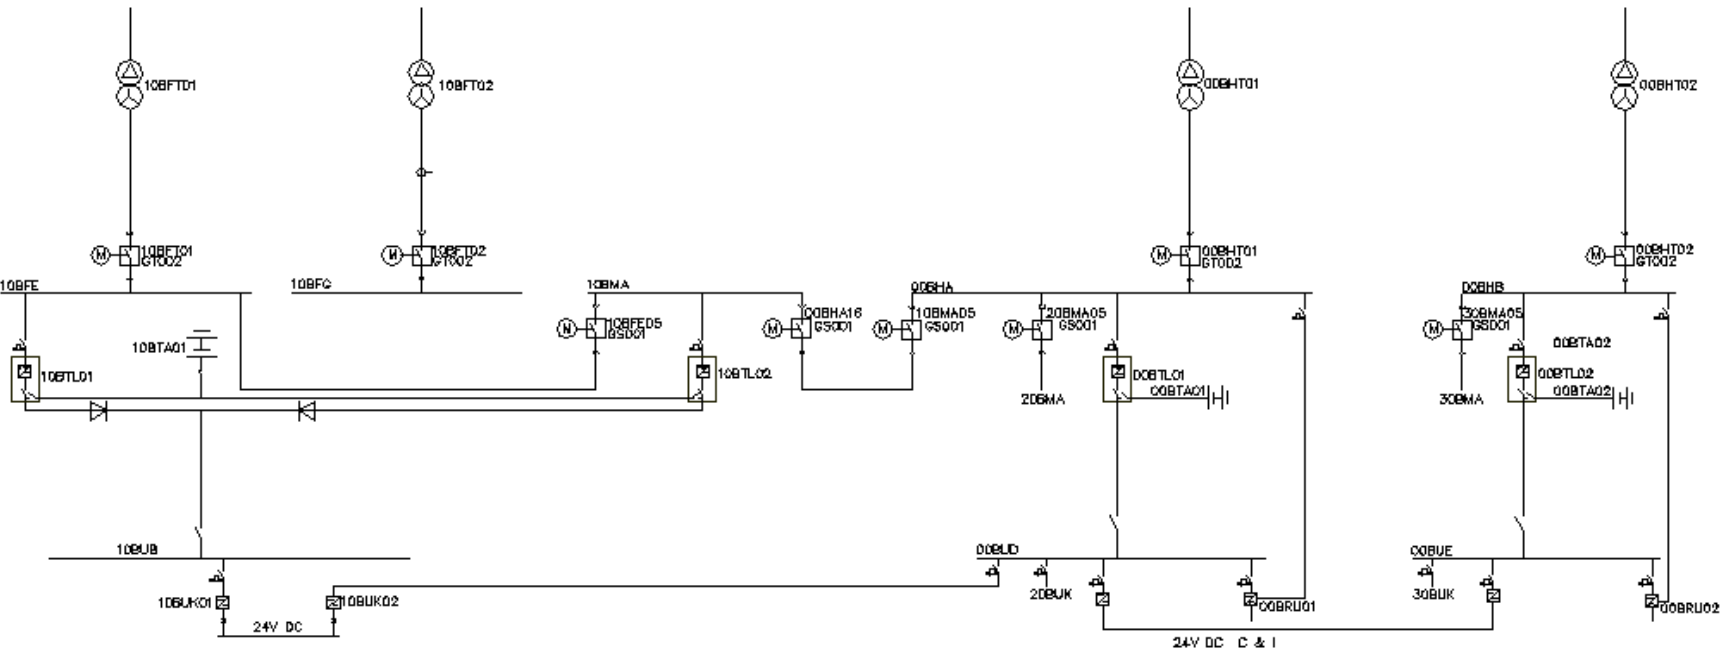 10BFT01
10BFT02
00BHT01
00BHT02
M
10BFT01
GT002
M
10BFT02
GT002
M
00BHT01
GT002
M
00BHT02
GT002
10BFE
10BFG
10BMA
00BHA
00BHB
10BTA01
N
10BFE05
GS001
M
00BHA16
GS001
M
10BMA05
GS001
M
20BMA05
GS001
M
30BMA05
GS001
00BTA02
10BTL01
10BTL02
00BTL01
00BTL02
20BMA
00BTA01
30BMA
00BTA02
10BUB
00BUD
00BUE
10BUK01
10BUK02
20BUK
00BRU01
30BUK
00BRU02
24V DC
24V DC C & I